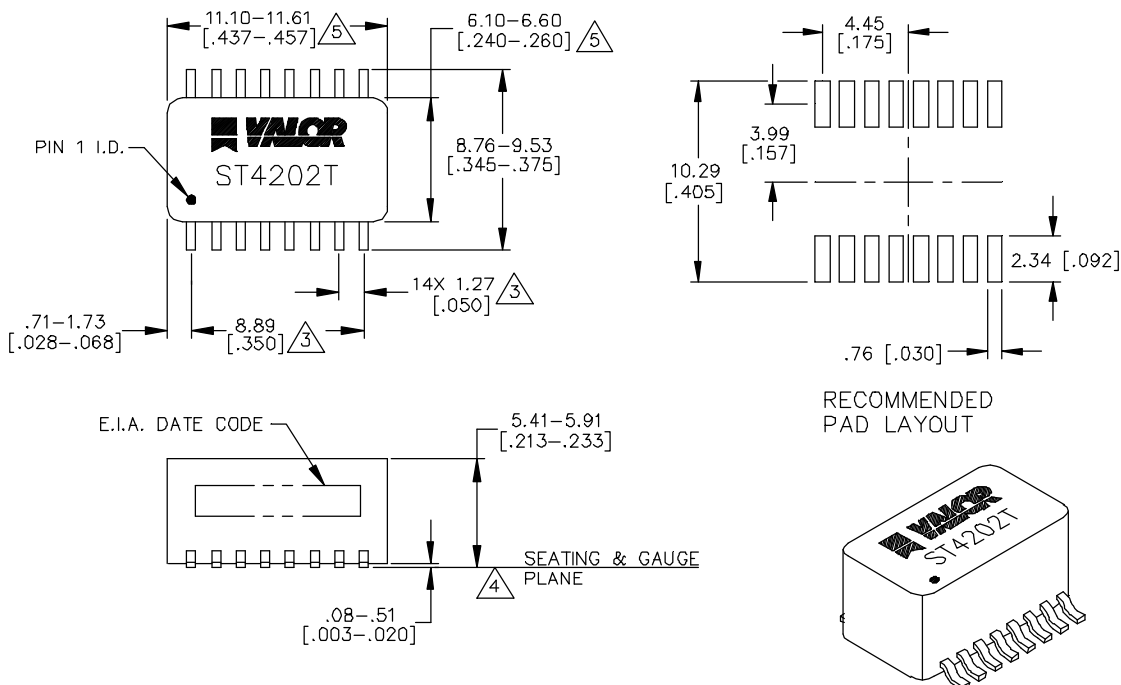 11.10-11.61
[.437-.457] 5
6.10-6.60
[.240-.260] 5
PIN 1 I.D.
VALOR
ST4202T
8.76-9.53
[.345-.375]
14X 1.27
[.050] 3
.71-1.73
[.028-.068]
8.89
[.350] 3
4.45
[.175]
3.99
[.157]
10.29
[.405]
2.34 [.092]
.76 [.030]
RECOMMENDED
PAD LAYOUT
E.I.A. DATE CODE
5.41-5.91
[.213-.233]
4
SEATING & GAUGE
PLANE
.08-.51
[.003-.020]
VALOR
ST4202T